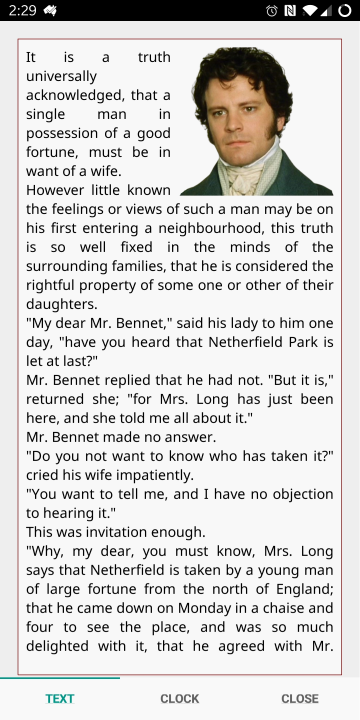 2:29
It is a truth
universally
acknowledged, that a
single man in
possession of a good
fortune, must be in
want of a wife.
However little known
the feelings or views of such a man may be on
his first entering a neighbourhood, this truth
is so well fixed in the minds of the
surrounding families, that he is considered the
rightful property of some one or other of their
daughters.
"My dear Mr. Bennet," said his lady to him one
day, "have you heard that Netherfield Park is
let at last?"
Mr. Bennet replied that he had not. "But it is,"
returned she; "for Mrs. Long has just been
here, and she told me all about it."
Mr. Bennet made no answer.
"Do you not want to know who has taken it?"
cried his wife impatiently.
"You want to tell me, and I have no objection
to hearing it."
This was invitation enough.
"Why, my dear, you must know, Mrs. Long
says that Netherfield is taken by a young man
of large fortune from the north of England;
that he came down on Monday in a chaise and
four to see the place, and was so much
delighted with it, that he agreed with Mr.
TEXT CLOCK CLOSE